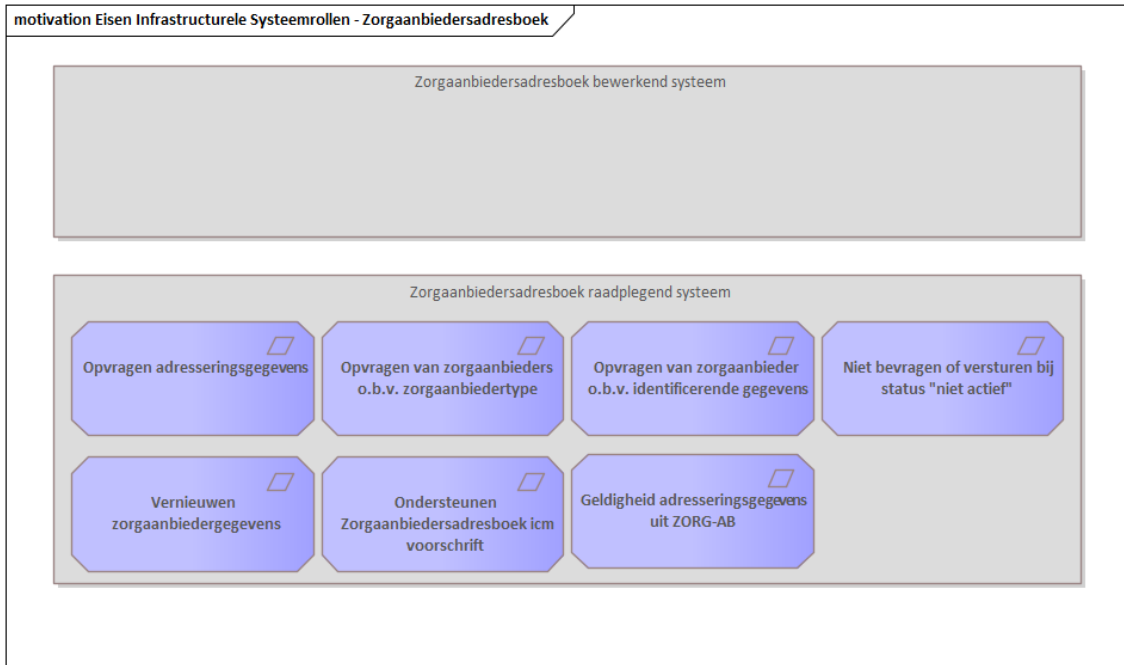 motivation Eisen Infrastructurele Systeemrollen - Zorgaanbiedersadresboek
Zorgaanbiedersadresboek bewerkend systeem
Zorgaanbiedersadresboek raadplegend systeem
Opvragen adresseringsgegevens
Opvragen van zorgaanbieders
o.b.v. zorgaanbiedertype
Opvragen van zorgaanbieder
o.b.v. identificerende gegevens
Niet bevragen of versturen bij
status "niet actief"
Vernieuwen
zorgaanbiedergegevens
Ondersteunen
Zorgaanbiedersadresboek icm
voorschrift
Geldigheid adresseringsgegevens
uit ZORG-AB